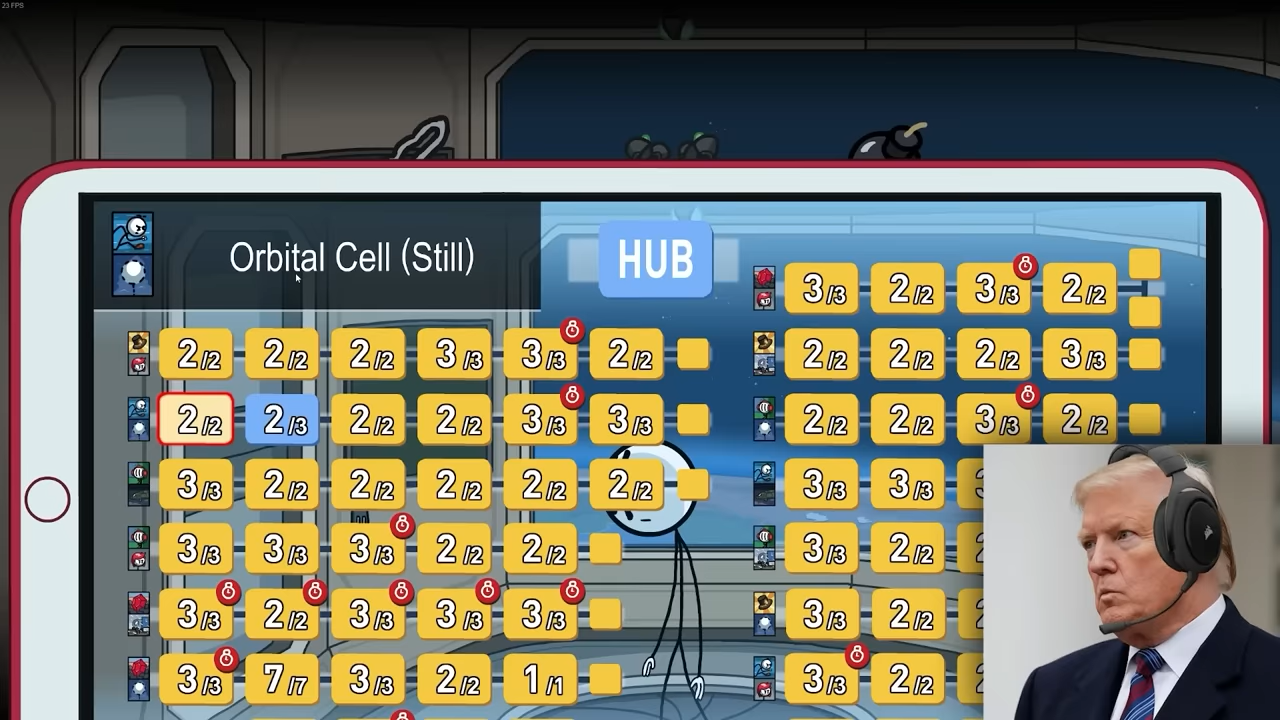 23 FPS
Orbital Cell (Still)
HUB
3/3 2/2 3/3 2/2
2/2 2/2 2/2 3/3 3/3 2/2
2/2 2/2 2/2 3/3
2/2 2/3 2/2 2/2 3/3 3/3
2/2 2/2 3/3 2/2
3/3 2/2 2/2 2/2 2/2 2/2
3/3 3/3
3/3 3/3 3/3 2/2 2/2
3/3 2/2
3/3 2/2 3/3 3/3 3/3
3/3 2/2
3/3 7/7 3/3 2/2 1/1
3/3 2/2